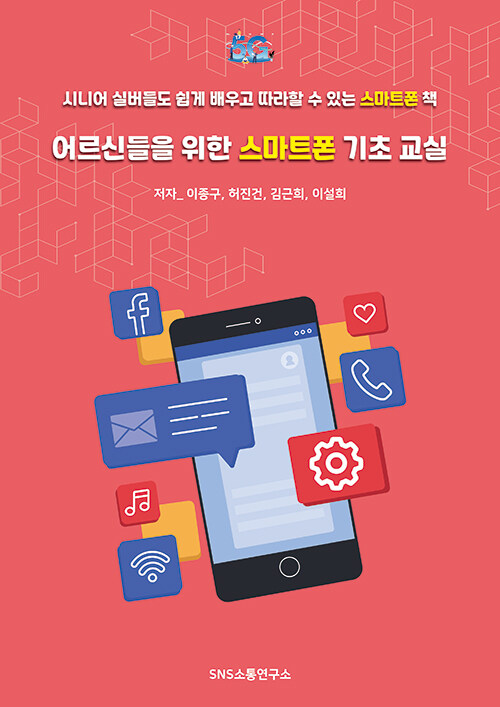 5G
시니어 실버들도 쉽게 배우고 따라할 수 있는 스마트폰 책
어르신들을 위한 스마트폰 기초 교실
저자_ 이종구, 허진건, 김근희, 이설희
SNS소통연구소